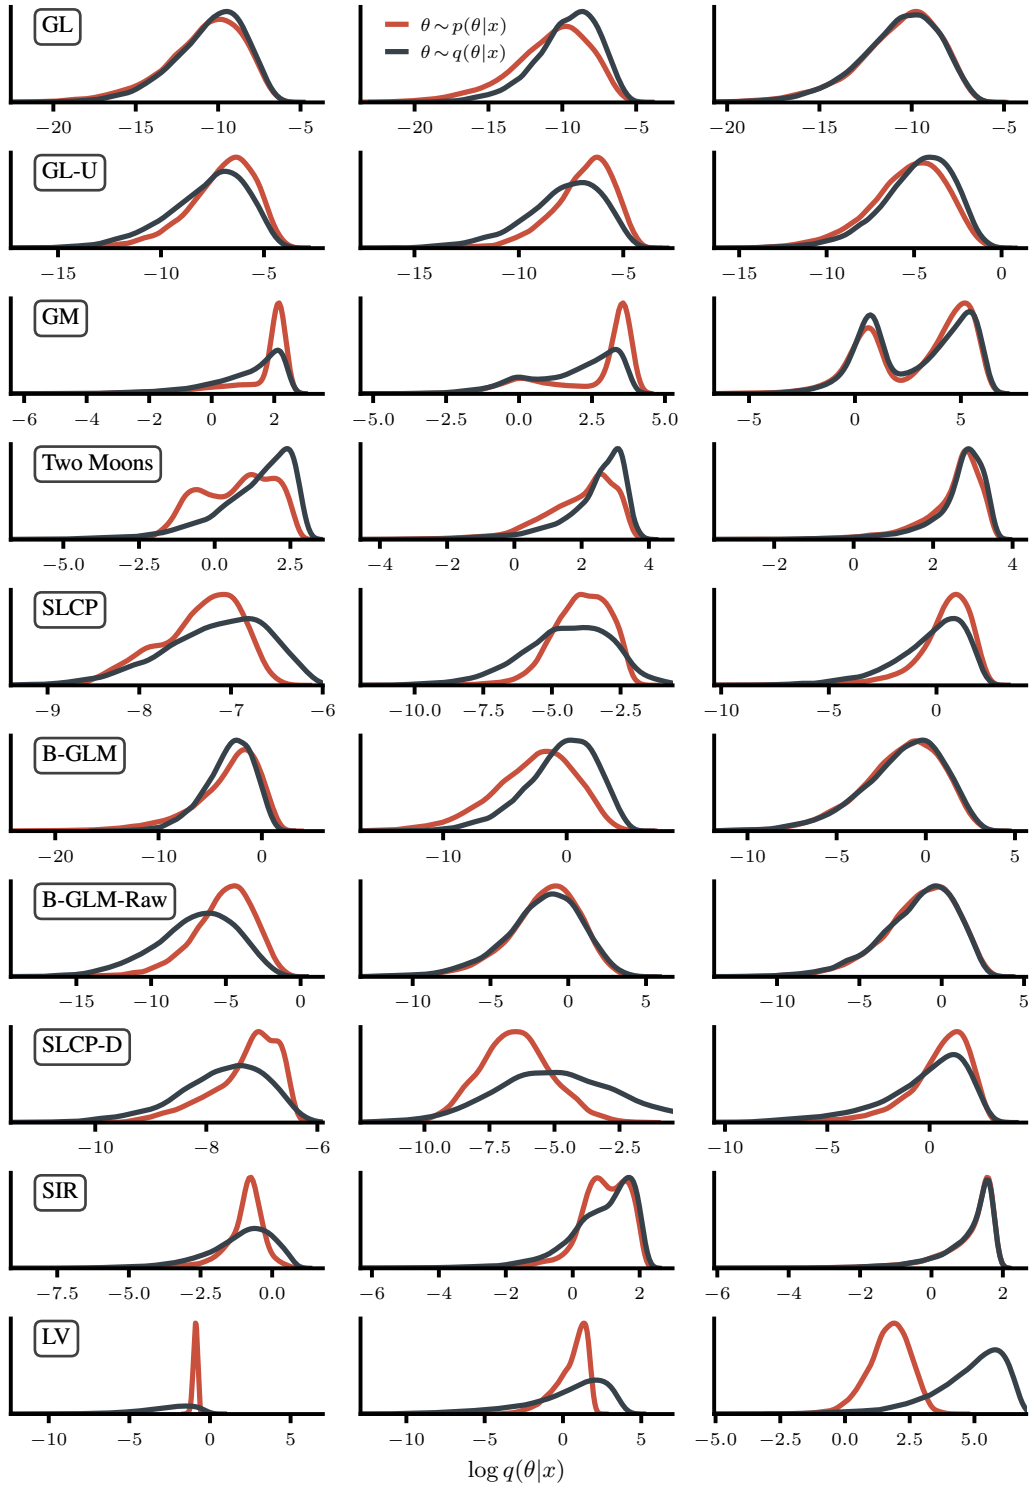 GL
θ ∼ p(θ|x)
θ ∼ q(θ|x)
−20 −15 −10 −5
−20 −15 −10 −5
−20 −15 −10 −5
GL-U
−15 −10 −5
−15 −10 −5
−15 −10 −5 0
GM
−6 −4 −2 0 2
−5.0 −2.5 0.0 2.5 5.0
−5 0 5
Two Moons
−5.0 −2.5 0.0 2.5
−4 −2 0 2 4
−2 0 2 4
SLCP
−9 −8 −7 −6
−10.0 −7.5 −5.0 −2.5
−10 −5 0
B-GLM
−20 −10 0
−10 0
−10 −5 0 5
B-GLM-Raw
−15 −10 −5 0
−10 −5 0 5
−10 −5 0 5
SLCP-D
−10 −8 −6
−10.0 −7.5 −5.0 −2.5
−10 −5 0
SIR
−7.5 −5.0 −2.5 0.0
−6 −4 −2 0 2
−6 −4 −2 0 2
LV
−10 −5 0 5
−10 −5 0 5
−5.0 −2.5 0.0 2.5 5.0
log q(θ|x)